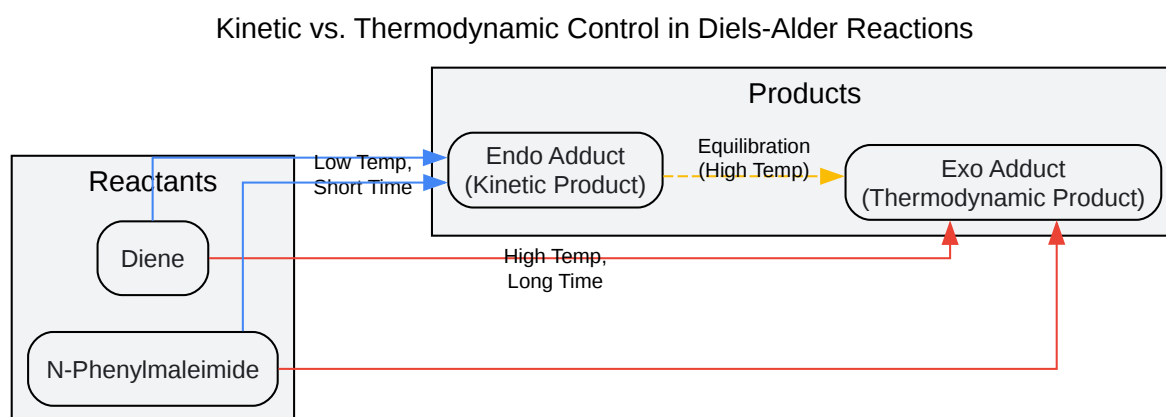 Kinetic vs. Thermodynamic Control in Diels-Alder Reactions
Products
Reactants
Low Temp,
Short Time
Endo Adduct
(Kinetic Product)
Equilibration
(High Temp)
Exo Adduct
(Thermodynamic Product)
Diene
High Temp,
Long Time
N-Phenylmaleimide